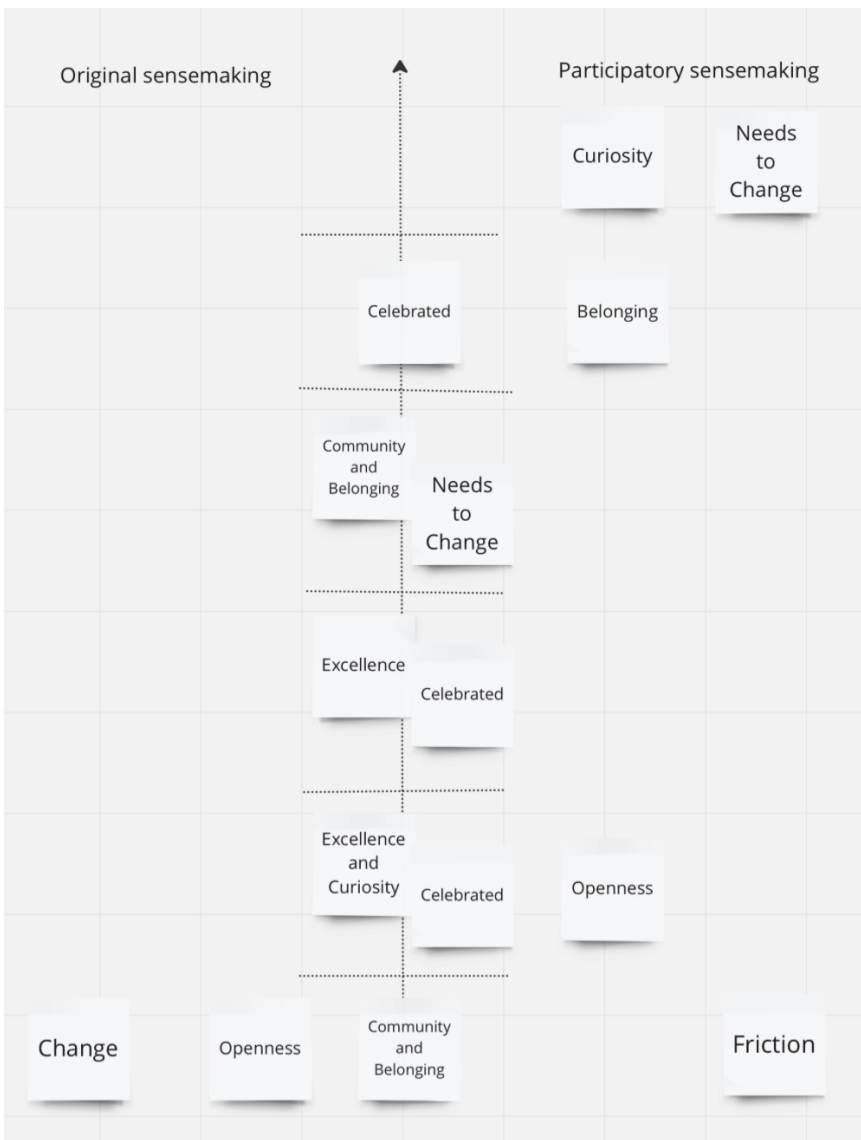 Original sensemaking
Participatory sensemaking
Curiosity
Needs
to
Change
Celebrated
Belonging
Community
and
Belonging
Needs
to
Change
Excellence
Celebrated
Excellence
and
Curiosity
Celebrated
Openness
Change
Openness
Community
and
Belonging
Friction